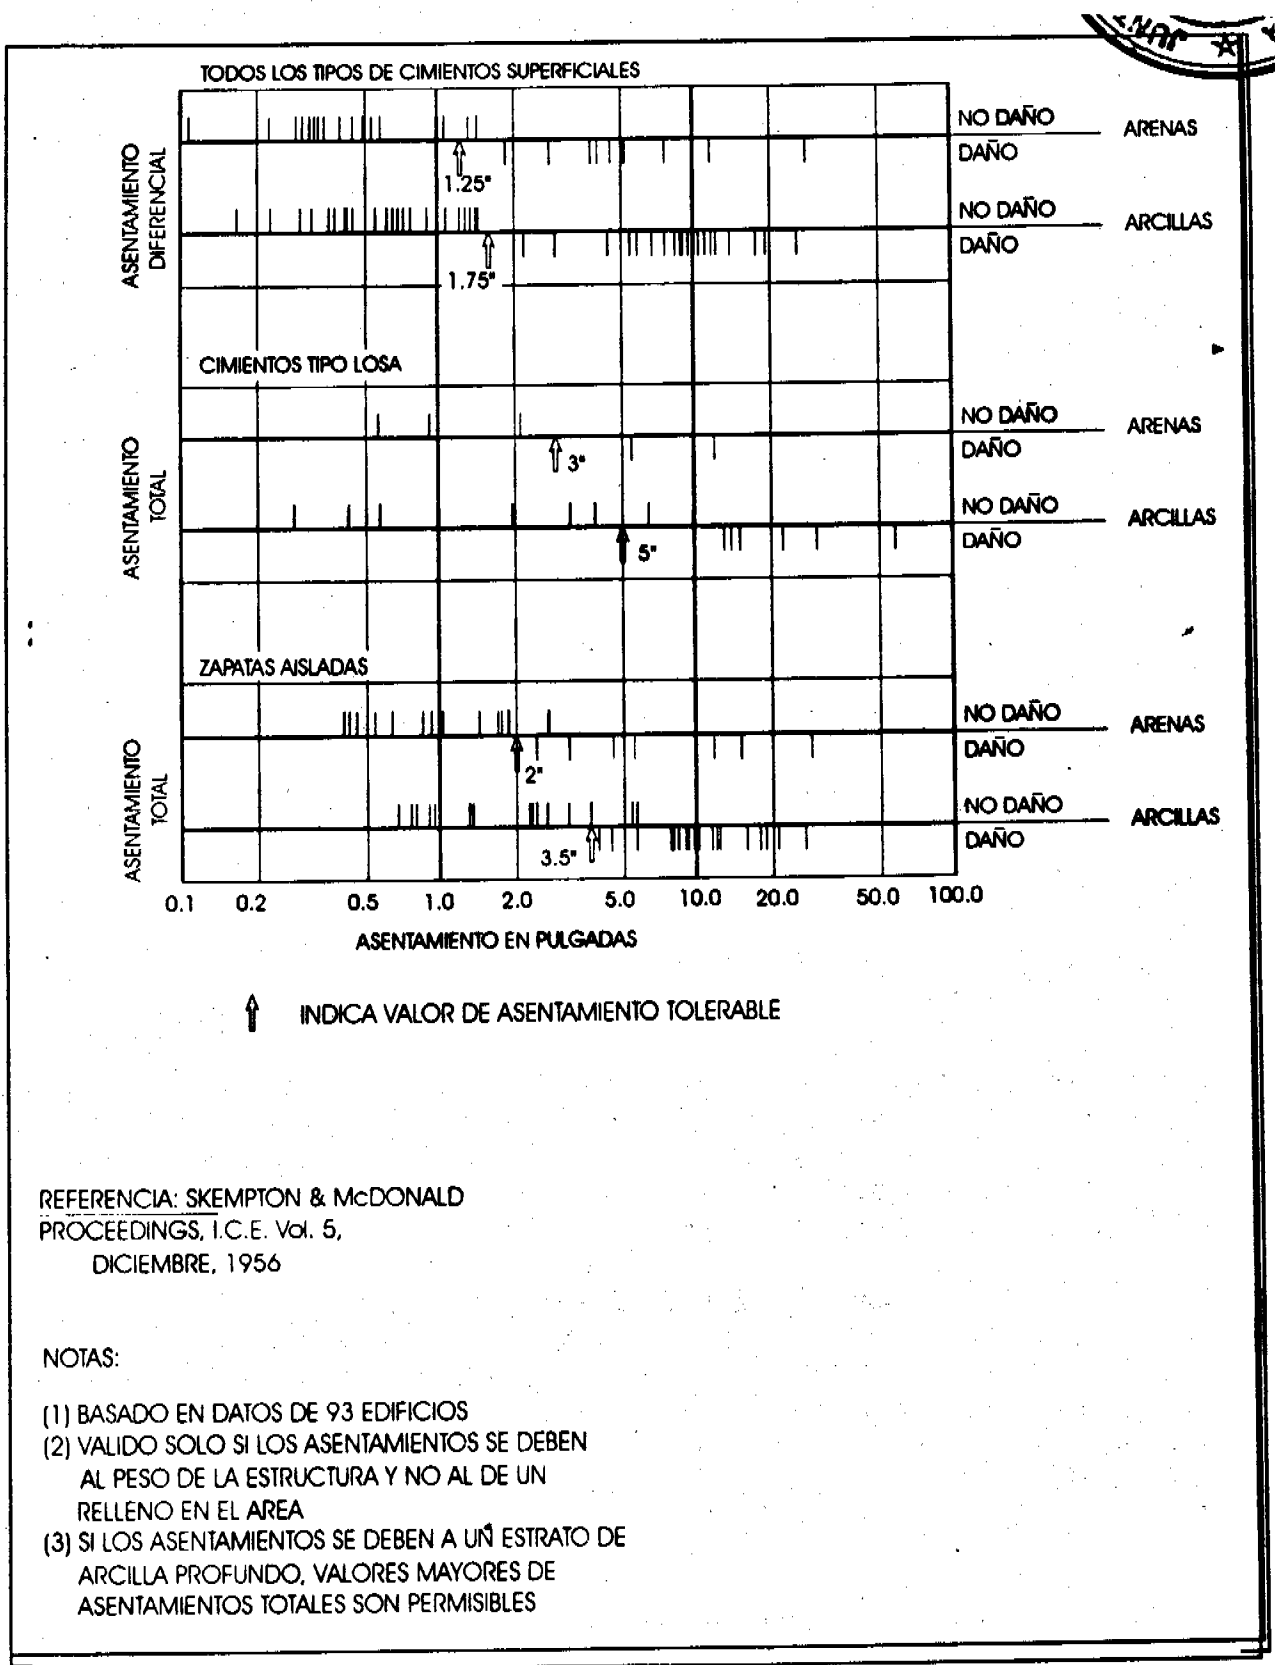 JUN
TODOS LOS TIPOS DE CIMIENTOS SUPERFICIALES
ASENTAMIENTO
DIFERENCIAL
NO DAÑO
DAÑO
ARENAS
1.25"
NO DAÑO
DAÑO
ARCILLAS
1.75"
CIMIENTOS TIPO LOSA
ASENTAMIENTO
TOTAL
NO DAÑO
DAÑO
ARENAS
3"
NO DAÑO
DAÑO
ARCILLAS
5"
ZAPATAS AISLADAS
ASENTAMIENTO
TOTAL
NO DAÑO
DAÑO
ARENAS
2"
NO DAÑO
DAÑO
ARCILLAS
3.5"
0.1 0.2 0.5 1.0 2.0 5.0 10.0 20.0 50.0 100.0
ASENTAMIENTO EN PULGADAS
INDICA VALOR DE ASENTAMIENTO TOLERABLE
REFERENCIA: SKEMPTON & McDONALD
PROCEEDINGS, I.C.E. Vol. 5,
DICIEMBRE, 1956
NOTAS:
(1) BASADO EN DATOS DE 93 EDIFICIOS
(2) VALIDO SOLO SI LOS ASENTAMIENTOS SE DEBEN
AL PESO DE LA ESTRUCTURA Y NO AL DE UN
RELLENO EN EL AREA
(3) SI LOS ASENTAMIENTOS SE DEBEN A UN ESTRATO DE
ARCILLA PROFUNDO, VALORES MAYORES DE
ASENTAMIENTOS TOTALES SON PERMISIBLES